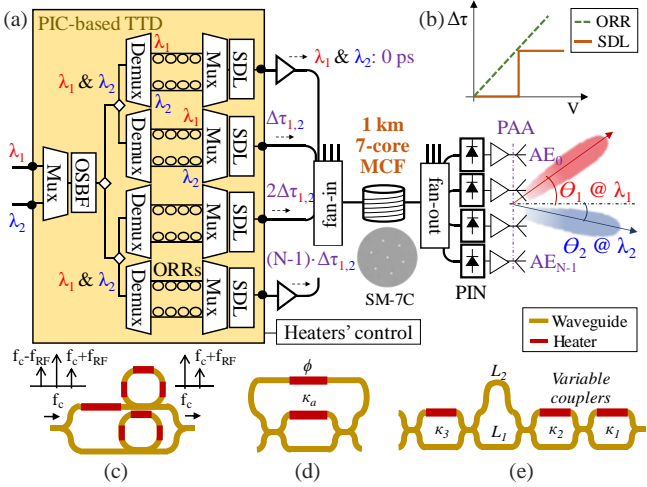 (a)
PIC-based TTD
λ1
λ2
Mux
OSBF
λ1 & λ2
λ1 & λ2
Demux
Demux
Demux
Demux
λ1
λ2
λ1
λ2
ORRs
Mux
Mux
Mux
Mux
SDL
SDL
SDL
SDL
Heaters' control
λ1 & λ2: 0 ps
Δτ1,2
2Δτ1,2
(N-1)·Δτ1,2
fan-in
1 km
7-core
MCF
SM-7C
fan-out
PIN
PAA
AE0
AEN-1
Θ1 @ λ1
Θ2 @ λ2
(b)
Δτ
V
ORR
SDL
Waveguide
Heater
fc-fRF
fc+fRF
fc
fc+fRF
fc
(c)
ϕ
κa
(d)
L2
L1
Variable
couplers
κ3
κ2
κ1
(e)